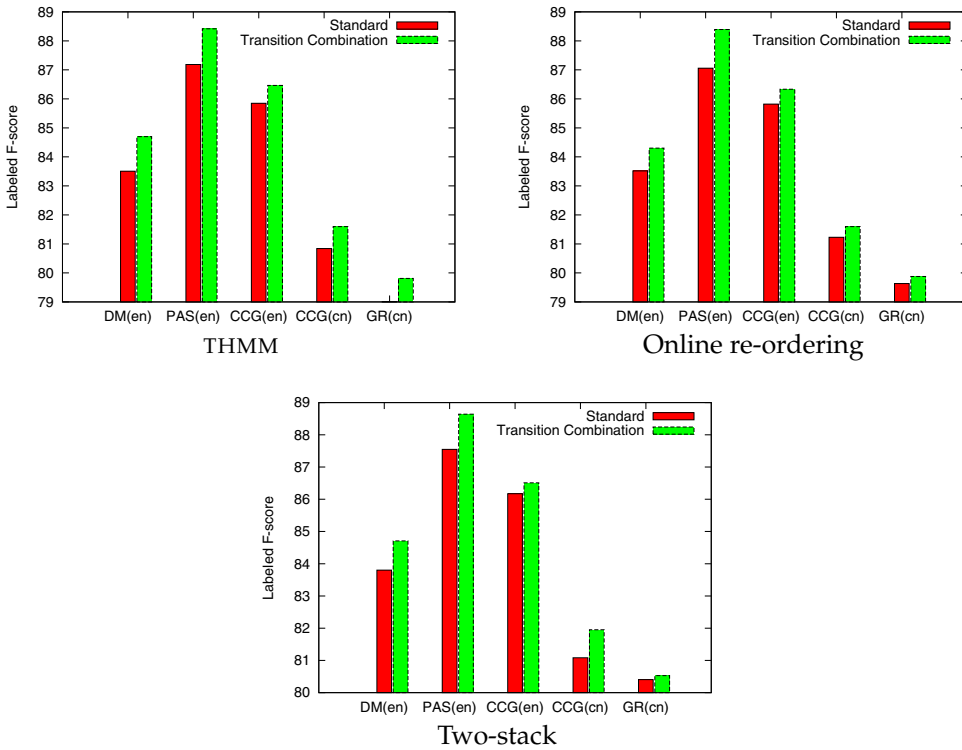 89
88
87
86
85
84
83
82
81
80
79
Labeled F-score
Standard
Transition Combination
DM(en) PAS(en) CCG(en) CCG(cn) GR(cn)
THMM
89
88
87
86
85
84
83
82
81
80
79
Labeled F-score
Standard
Transition Combination
DM(en) PAS(en) CCG(en) CCG(cn) GR(cn)
Online re-ordering
89
88
87
86
85
84
83
82
81
80
Labeled F-score
Standard
Transition Combination
DM(en) PAS(en) CCG(en) CCG(cn) GR(cn)
Two-stack